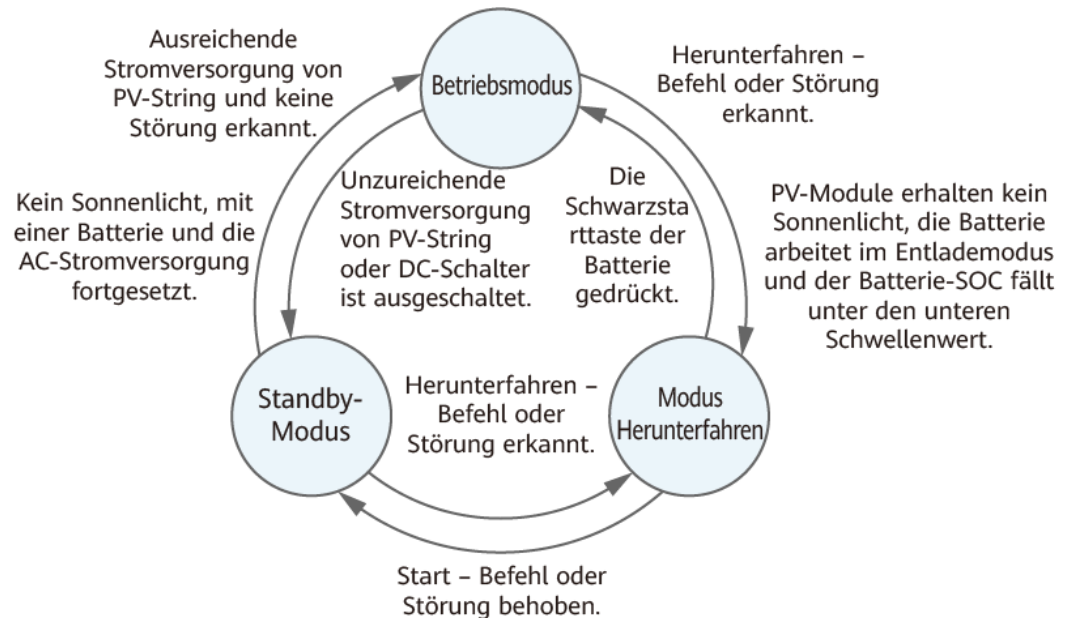 Ausreichende
Stromversorgung von
PV-String und keine
Störung erkannt.
Betriebsmodus
Herunterfahren –
Befehl oder Störung
erkannt.
Kein Sonnenlicht, mit
einer Batterie und die
AC-Stromversorgung
fortgesetzt.
Unzureichende
Stromversorgung
von PV-String
oder DC-Schalter
ist ausgeschaltet.
Die
Schwarzsta
rttaste der
Batterie
gedrückt.
PV-Module erhalten kein
Sonnenlicht, die Batterie
arbeitet im Entlademodus
und der Batterie-SOC fällt
unter den unteren
Schwellenwert.
Standby-
Modus
Herunterfahren –
Befehl oder
Störung erkannt.
Modus
Herunterfahren
Start – Befehl oder
Störung behoben.